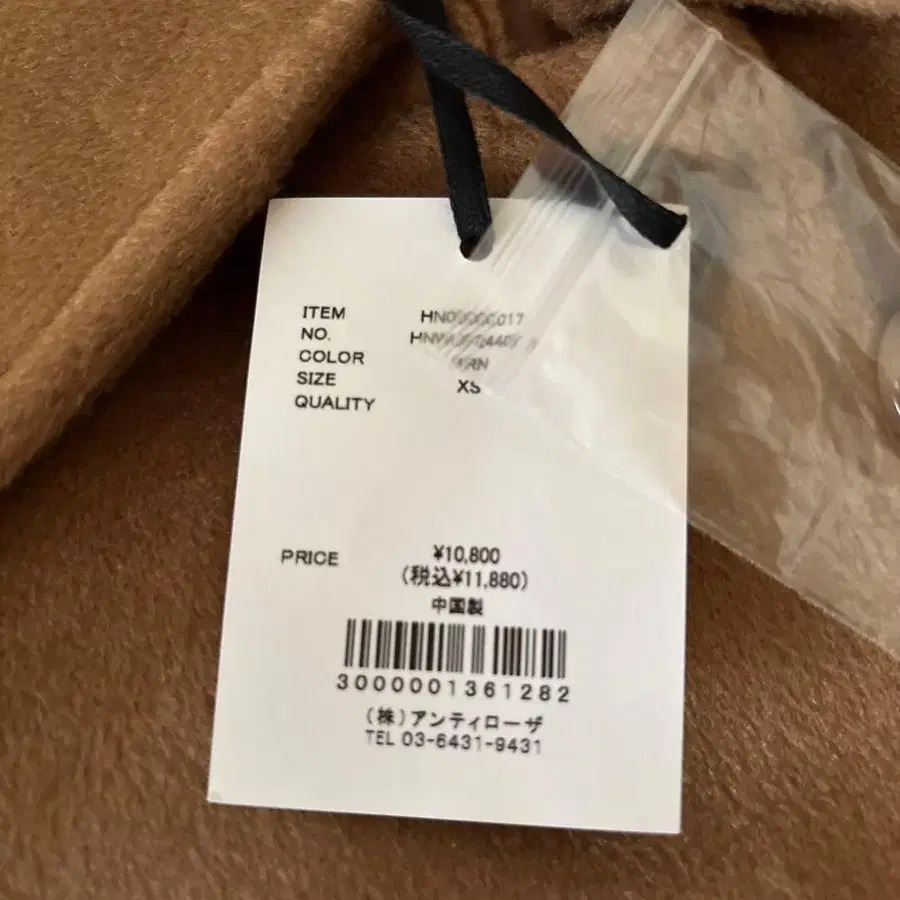 ITEM
NO.
COLOR
SIZE XS
QUALITY
PRICE ¥10,800
(税込¥11,880)
中国製
3000001361282
(株)アンティローザ
TEL 03-6431-9431